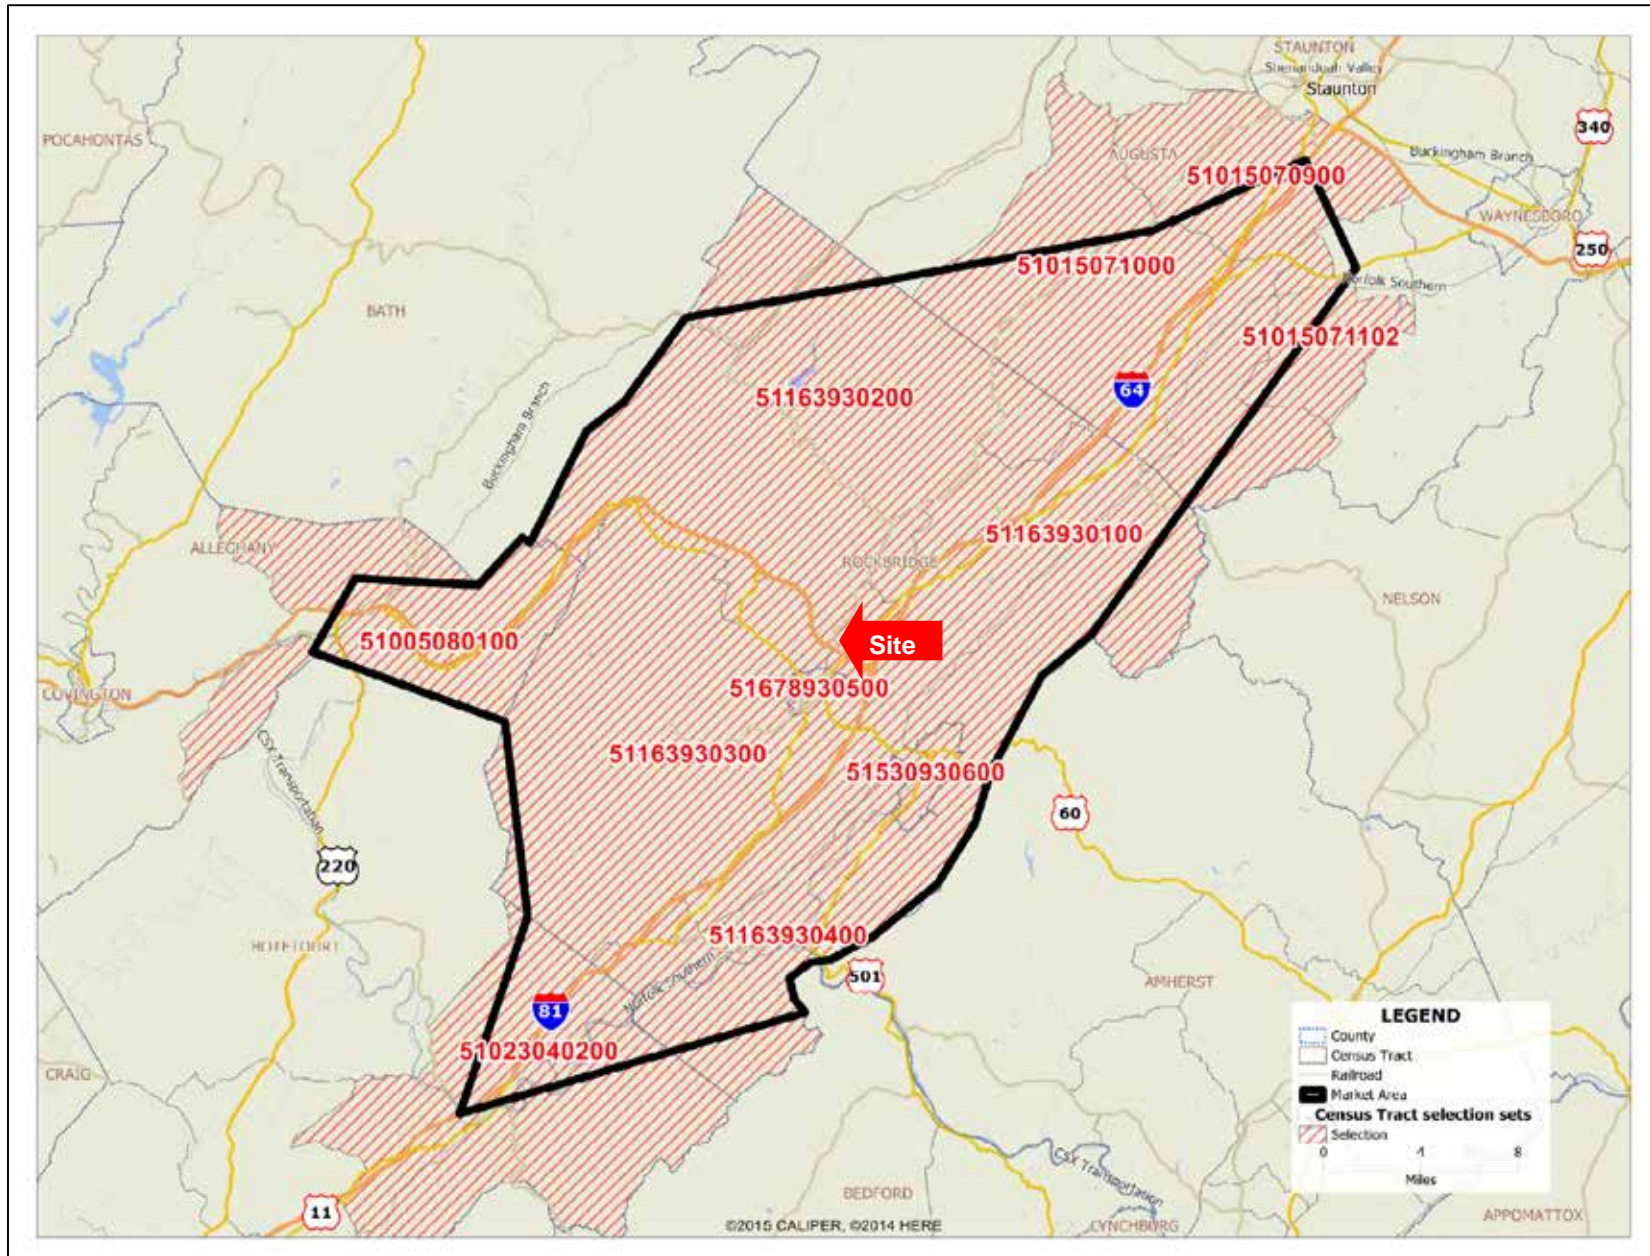 STAUNTON
Shenandoah Valley
Staunton
340
POCAHONTAS
AUGUSTA
Buckingham Branch
51015070900
WAYNESBORO
250
51015071000
Norfolk Southern
BATH
51015071102
64
51163930200
Buckingham Branch
51163930100
ALLEGHANY
ROCKBRIDGE
NELSON
51005080100
Site
COVINGTON
51678930500
51163930300
51530930600
CSX Transportation
60
220
51163930400
BOTETOURT
501
Norfolk Southern
AMHERST
81
51023040200
CRAIG
LEGEND
County
Census Tract
Railroad
Market Area
Census Tract selection sets
Selection
0 4 8
Miles
CSX Transportation
BEDFORD
11
©2015 CALIPER, ©2014 HERE
LYNCHBURG
APPOMATTOX